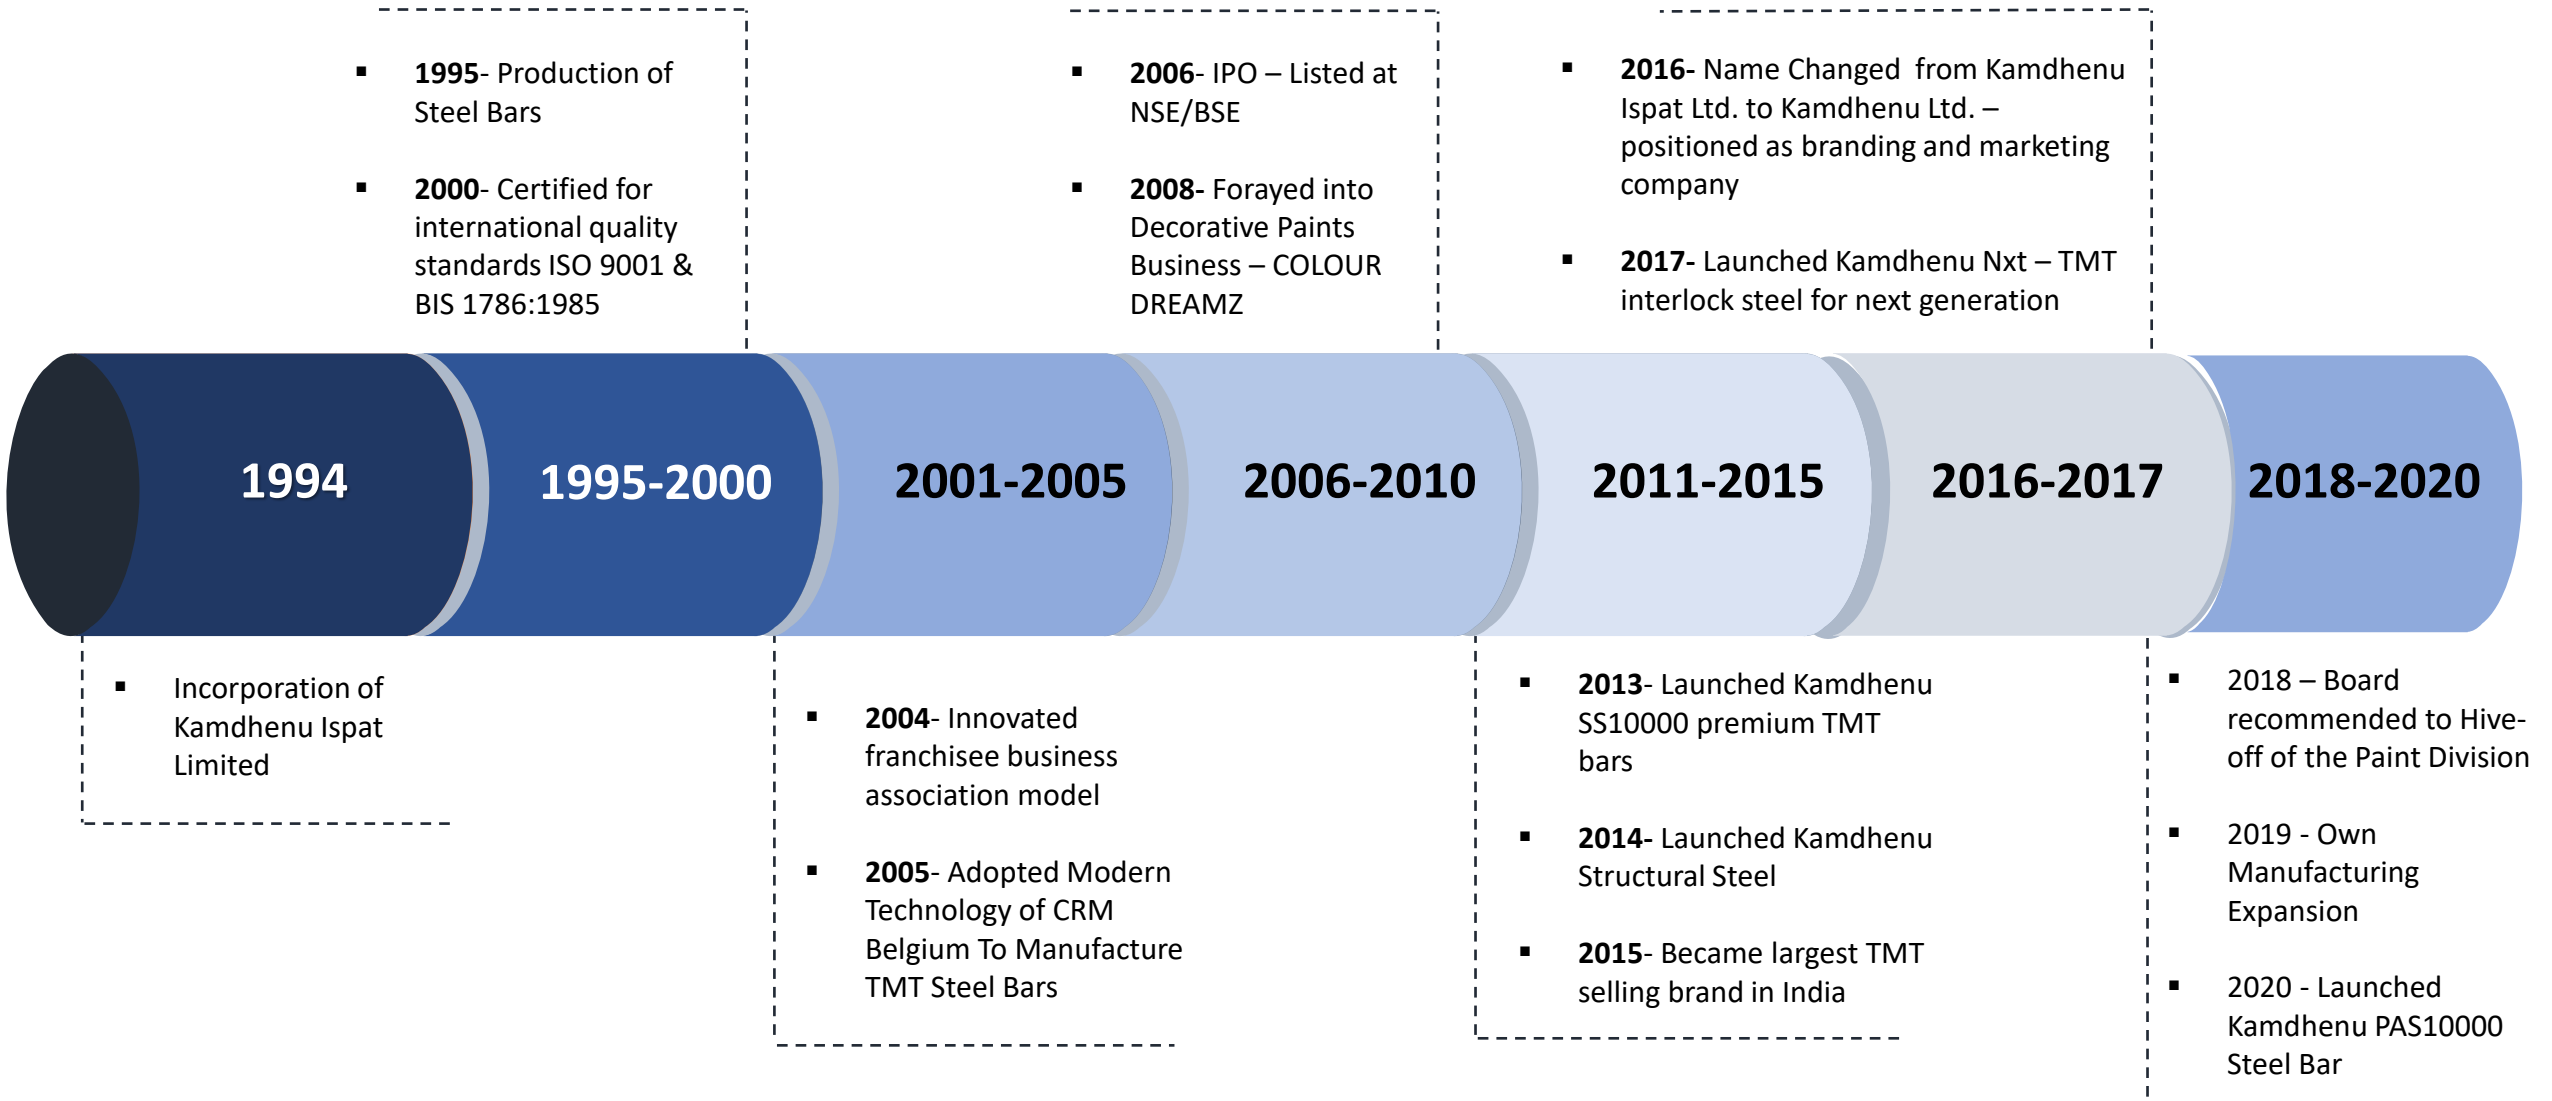 1995- Production of
Steel Bars
2000- Certified for
international quality
standards ISO 9001 &
BIS 1786:1985
2006- IPO – Listed at
NSE/BSE
2008- Forayed into
Decorative Paints
Business – COLOUR
DREAMZ
2016- Name Changed  from Kamdhenu
Ispat Ltd. to Kamdhenu Ltd. –
positioned as branding and marketing
company
2017- Launched Kamdhenu Nxt – TMT
interlock steel for next generation
1994
1995-2000
2001-2005
2006-2010
2011-2015
2016-2017
2018-2020
Incorporation of
Kamdhenu Ispat
Limited
2004- Innovated
franchisee business
association model
2005- Adopted Modern
Technology of CRM
Belgium To Manufacture
TMT Steel Bars
2013- Launched Kamdhenu
SS10000 premium TMT
bars
2014- Launched Kamdhenu
Structural Steel
2015- Became largest TMT
selling brand in India
2018 – Board
recommended to Hive-
off of the Paint Division
2019 - Own
Manufacturing
Expansion
2020 - Launched
Kamdhenu PAS10000
Steel Bar